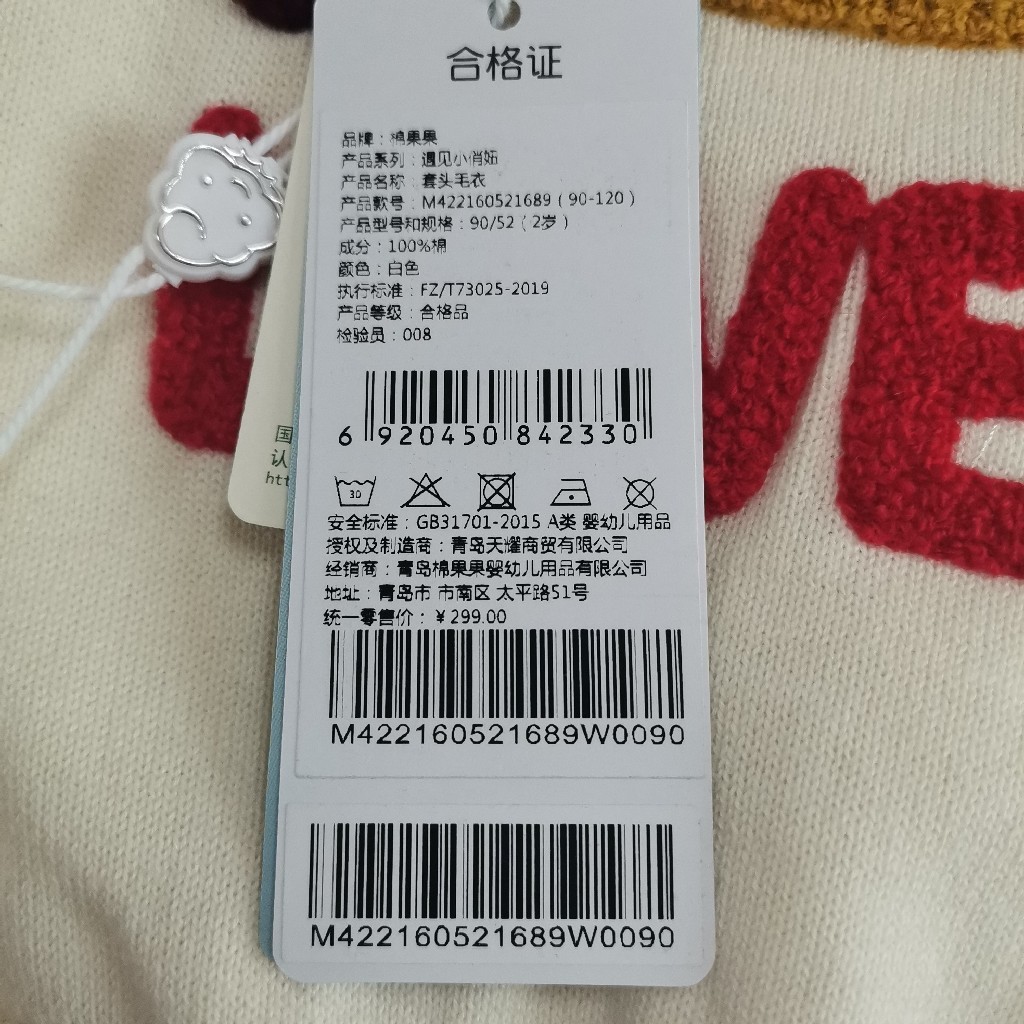 合格证
品牌：棉果果
产品系列：遇见小俏妞
产品名称：套头毛衣
产品款号：M422160521689（90-120）
产品型号和规格：90/52（2岁）
成分：100%棉
颜色：白色
执行标准：FZ/T73025-2019
产品等级：合格品
检验员：008
6 920450 842330
30
安全标准：GB31701-2015 A类 婴幼儿用品
授权及制造商：青岛天耀商贸有限公司
经销商：青岛棉果果婴幼儿用品有限公司
地址：青岛市 市南区 太平路51号
统一零售价：¥299.00
M422160521689W0090
M422160521689W0090
国
认
htt
VE